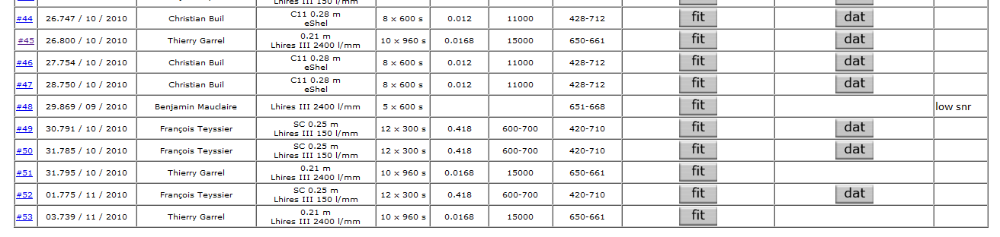 Lhires III 150 l/mm
#44 26.747 / 10 / 2010 Christian Buil C11 0.28 m eShel 8 x 600 s 0.012 11000 428-712 fit dat
#45 26.800 / 10 / 2010 Thierry Garrel 0.21 m Lhires III 2400 l/mm 10 x 960 s 0.0168 15000 650-661 fit dat
#46 27.754 / 10 / 2010 Christian Buil C11 0.28 m eShel 8 x 600 s 0.012 11000 428-712 fit dat
#47 28.750 / 10 / 2010 Christian Buil C11 0.28 m eShel 8 x 600 s 0.012 11000 428-712 fit dat
#48 29.869 / 09 / 2010 Benjamin Mauclaire Lhires III 2400 l/mm 5 x 600 s 651-668 fit low snr
#49 30.791 / 10 / 2010 François Teyssier SC 0.25 m Lhires III 150 l/mm 12 x 300 s 0.418 600-700 420-710 fit dat
#50 31.785 / 10 / 2010 François Teyssier SC 0.25 m Lhires III 150 l/mm 12 x 300 s 0.418 600-700 420-710 fit dat
#51 31.795 / 10 / 2010 Thierry Garrel 0.21 m Lhires III 2400 l/mm 10 x 960 s 0.0168 15000 650-661 fit
#52 01.775 / 11 / 2010 François Teyssier SC 0.25 m Lhires III 150 l/mm 12 x 300 s 0.418 600-700 420-710 fit dat
#53 03.739 / 11 / 2010 Thierry Garrel 0.21 m Lhires III 2400 l/mm 10 x 960 s 0.0168 15000 650-661 fit